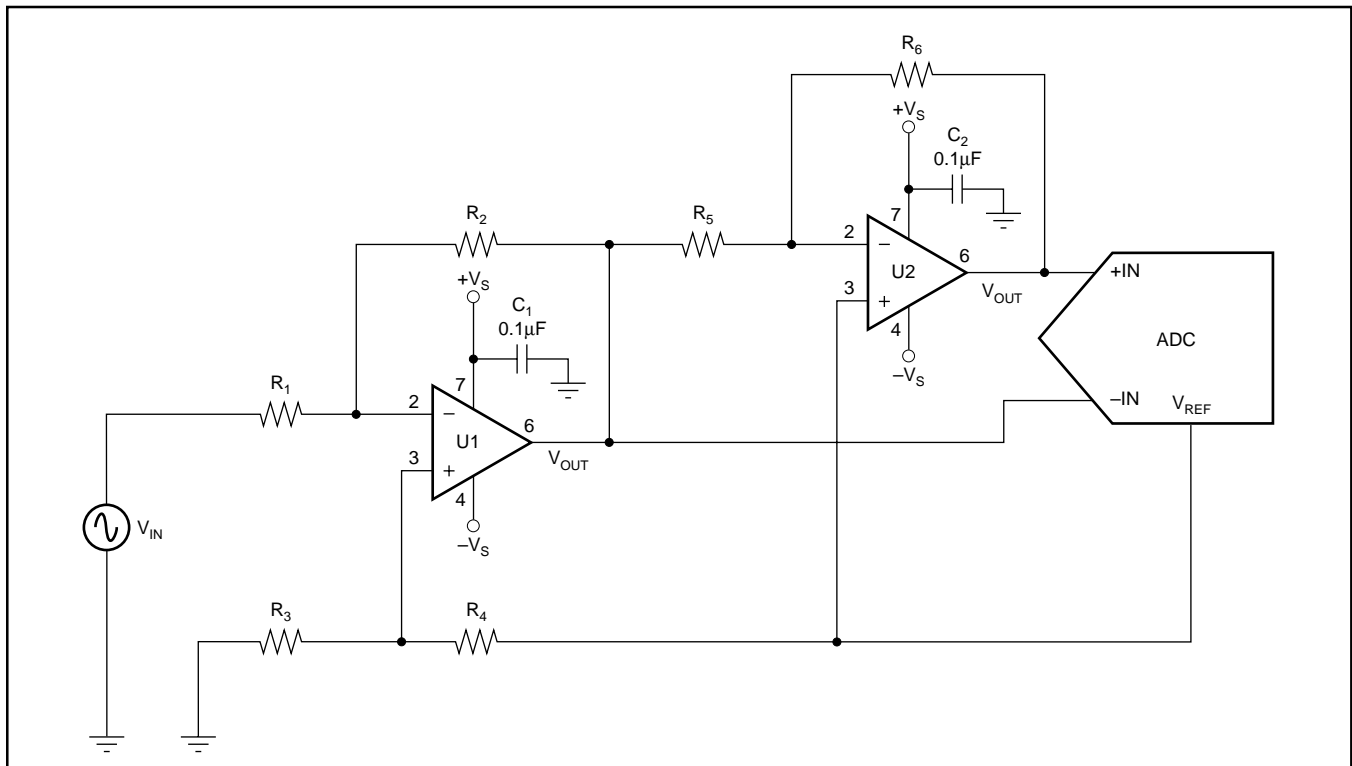 R6
+VS
C2
0.1µF
R2
R5
7
2
−
6
U2
+IN
+VS
3
+
VOUT
C1
0.1µF
4
ADC
−VS
R1
7
−IN
VREF
2
−
6
U1
3
+
VOUT
4
VIN
−VS
R3
R4